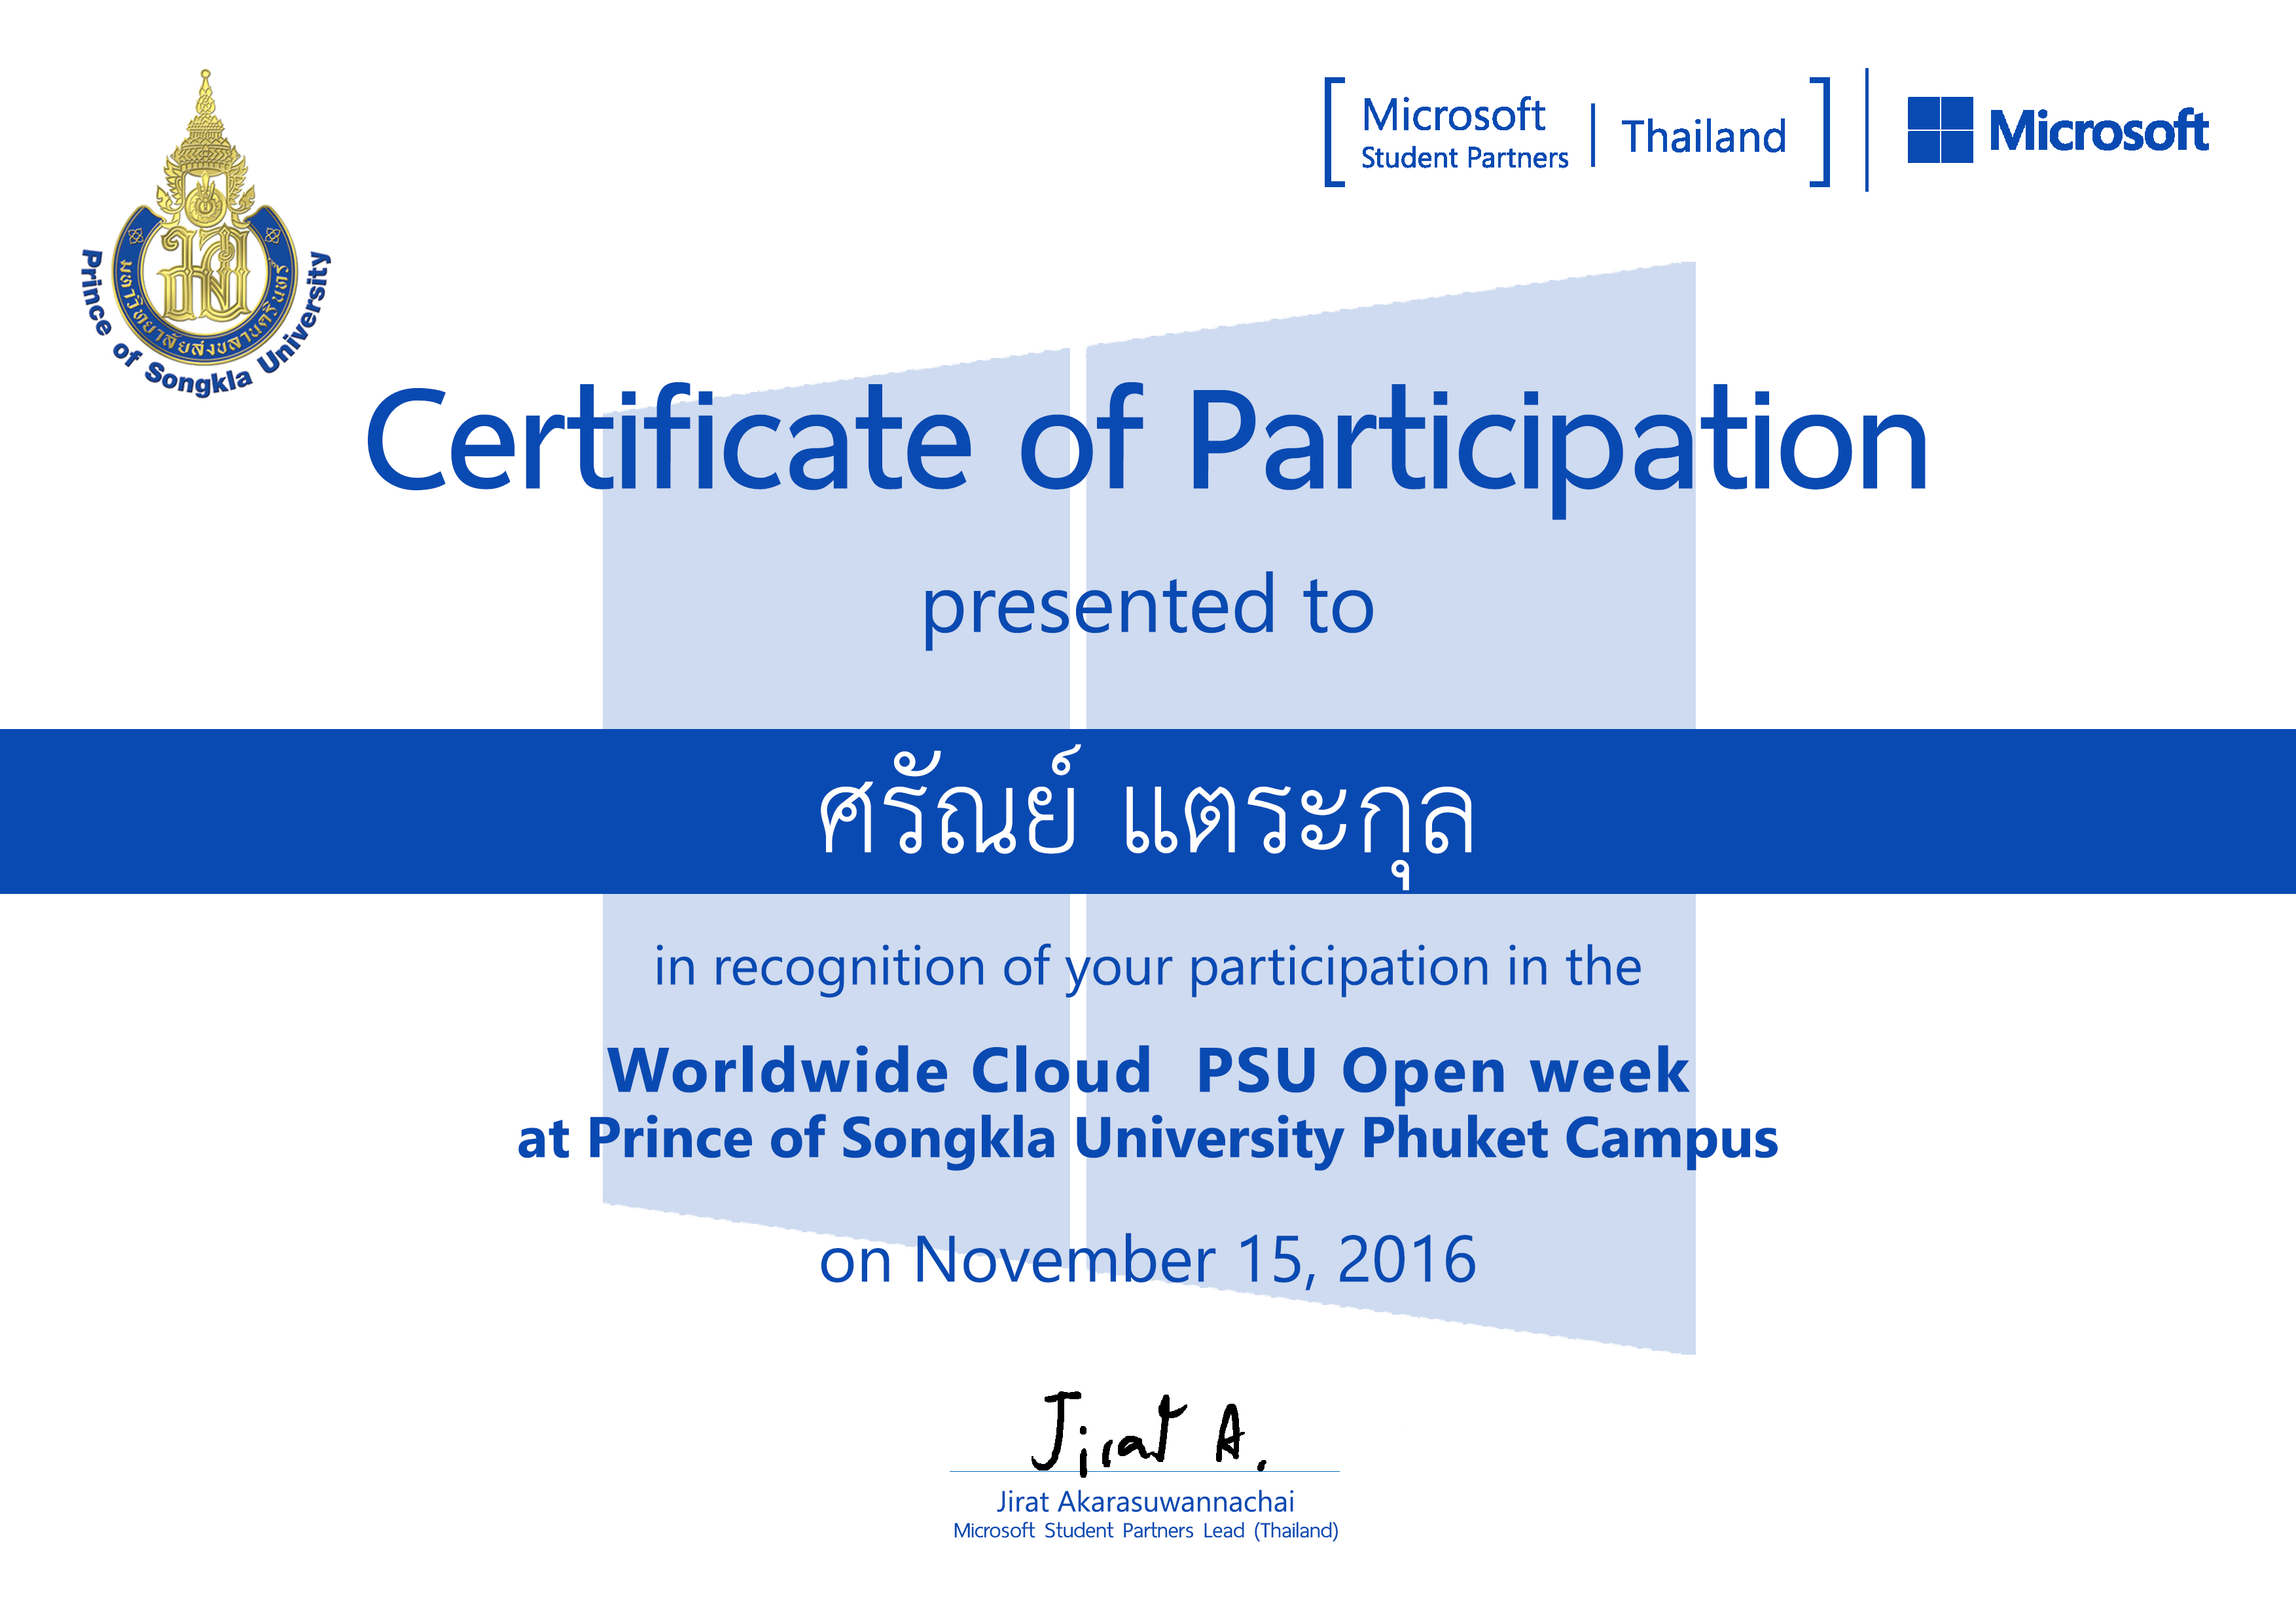 Microsoft
Student Partners
Thailand
Microsoft
มหาวิทยาลัยสงขลานครินทร์
Prince of Songkla University
Certificate of Participation
presented to
ศรัณย์ แตระกุล
in recognition of your participation in the
Worldwide Cloud  PSU Open week
at Prince of Songkla University Phuket Campus
on November 15, 2016
Jirat A.
Jirat Akarasuwannachai
Microsoft Student Partners Lead (Thailand)